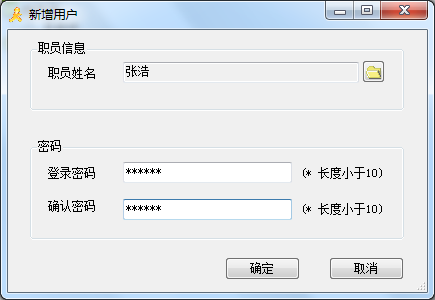 新增用户
职员信息
职员姓名 张浩
密码
登录密码 ****** (* 长度小于10)
确认密码 ****** (* 长度小于10)
确定 取消